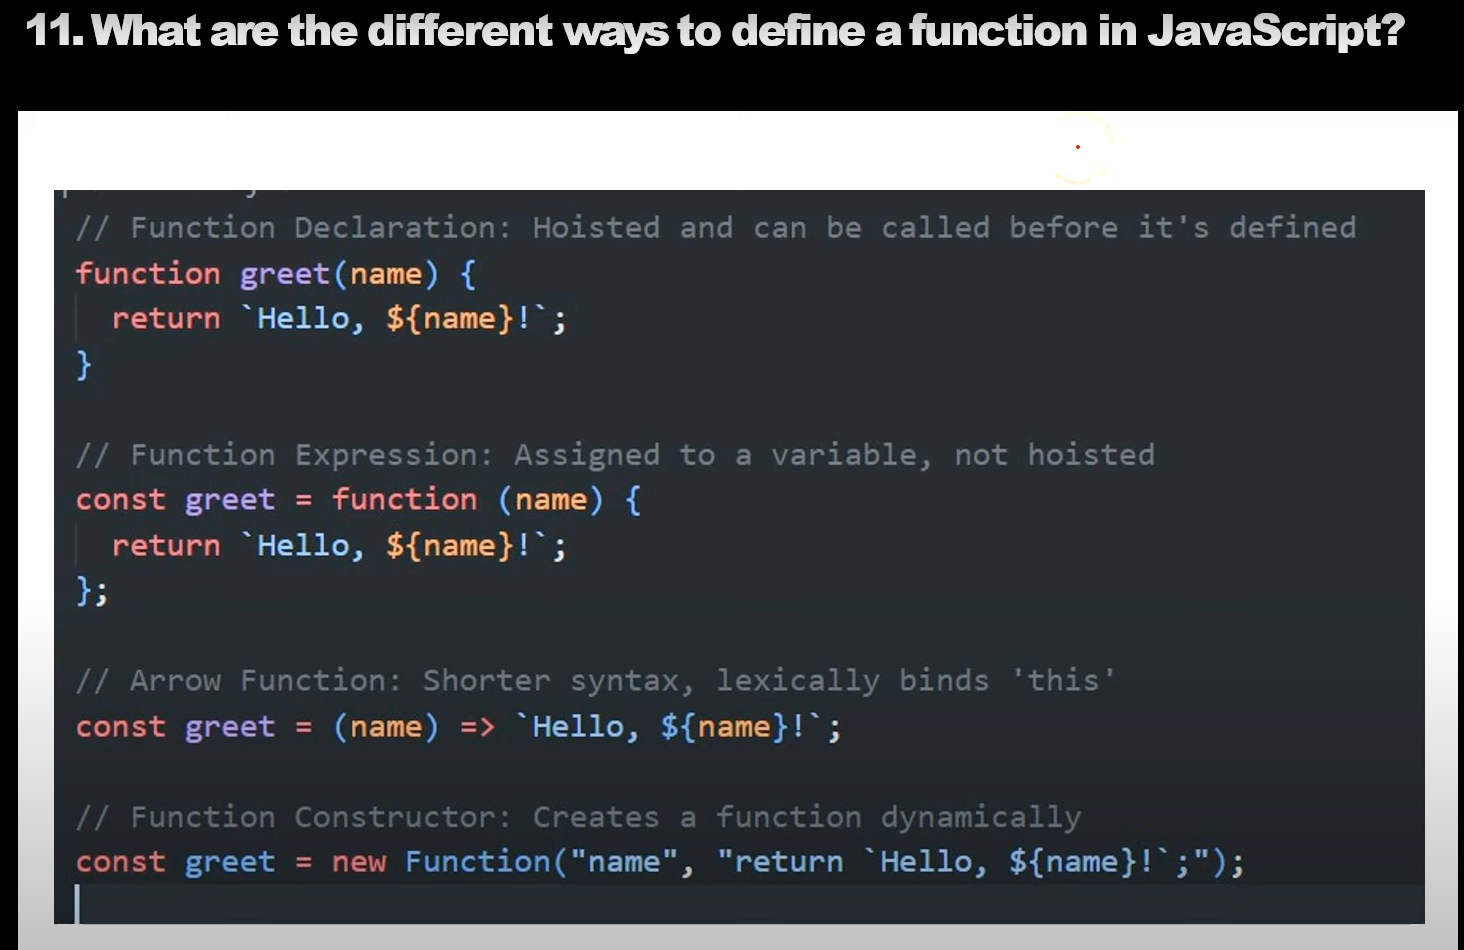 11. What are the different ways to define a function in JavaScript?
// Function Declaration: Hoisted and can be called before it's defined
function greet(name) {
  return `Hello, ${name}!`;
}
// Function Expression: Assigned to a variable, not hoisted
const greet = function (name) {
  return `Hello, ${name}!`;
};
// Arrow Function: Shorter syntax, lexically binds 'this'
const greet = (name) => `Hello, ${name}!`;
// Function Constructor: Creates a function dynamically
const greet = new Function("name", "return `Hello, ${name}!`;");